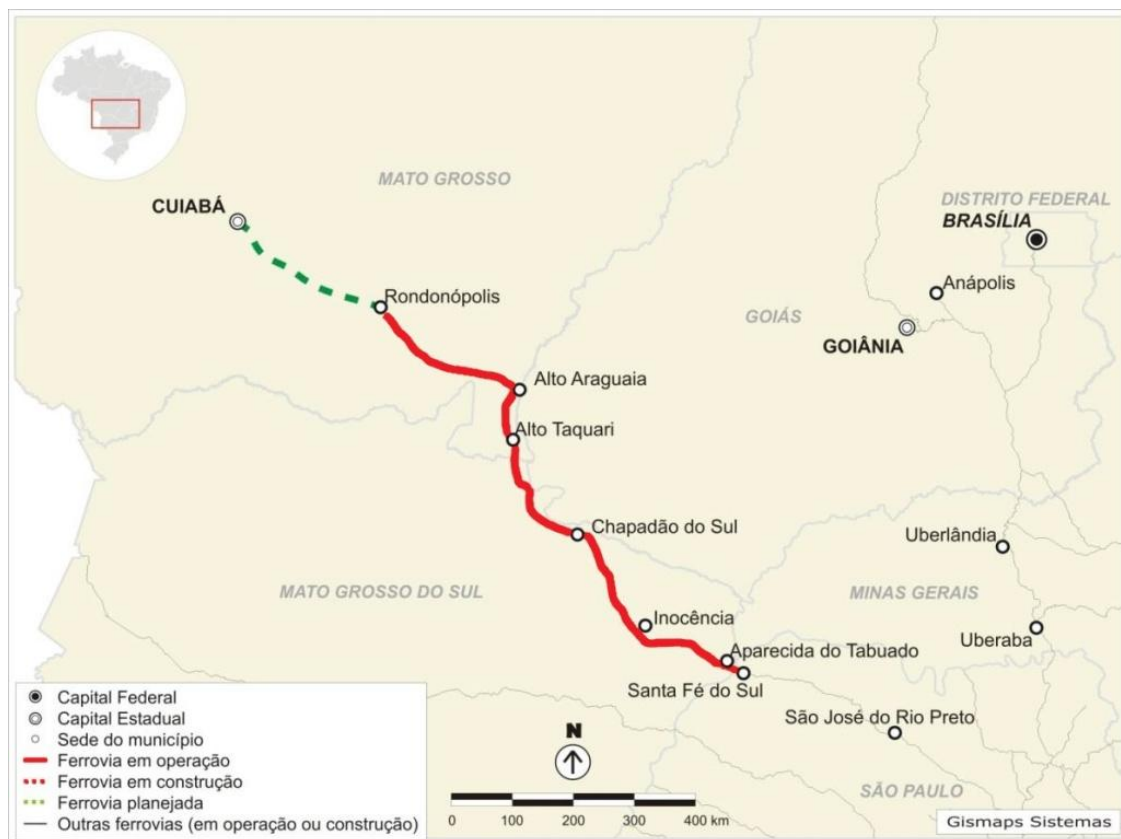 MATO GROSSO
CUIABÁ
DISTRITO FEDERAL
BRASÍLIA
Rondonópolis
Anápolis
GOIÁS
GOIÂNIA
Alto Araguaia
Alto Taquari
Chapadão do Sul
Uberlândia
MATO GROSSO DO SUL
MINAS GERAIS
Inocência
Uberaba
Aparecida do Tabuado
Santa Fé do Sul
São José do Rio Preto
SÃO PAULO
Capital Federal
Capital Estadual
Sede do município
Ferrovia em operação
Ferrovia em construção
Ferrovia planejada
Outras ferrovias (em operação ou construção)
N
0 100 200 300 400 km
Gismaps Sistemas